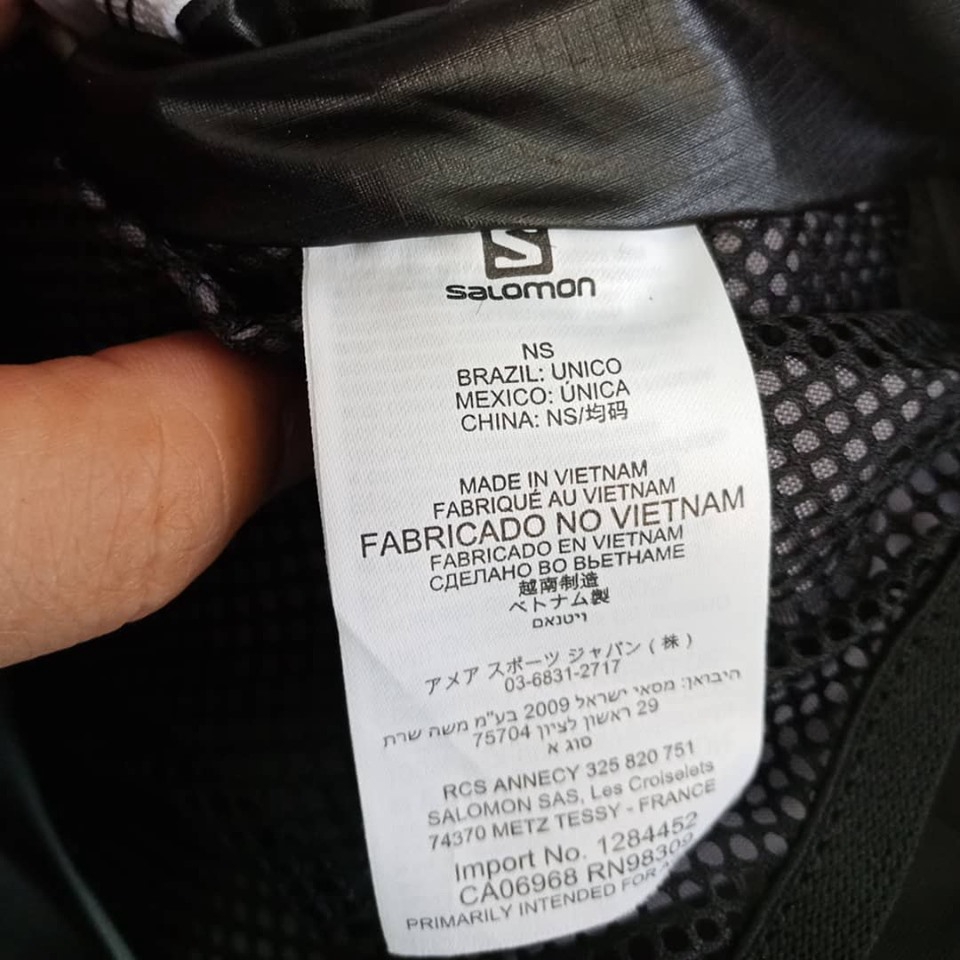 S
salomon
NS
BRAZIL: UNICO
MEXICO: ÚNICA
CHINA: NS/均码
MADE IN VIETNAM
FABRIQUÉ AU VIETNAM
FABRICADO NO VIETNAM
FABRICADO EN VIETNAM
СДЕЛАНО ВО ВЬЕТНАМЕ
越南制造
ベトナム製
וייטנאם
アメア スポーツ ジャパン ( 株 )
03-6831-2717
היבואן: מסאי ישראל 2009 בע"מ משה שרת
29 ראשון לציון 75704
סוג א
RCS ANNECY 325 820 751
SALOMON SAS, Les Croiselets
74370 METZ TESSY - FRANCE
Import No. 1284452
CA06968 RN98309
PRIMARILY INTENDED FOR